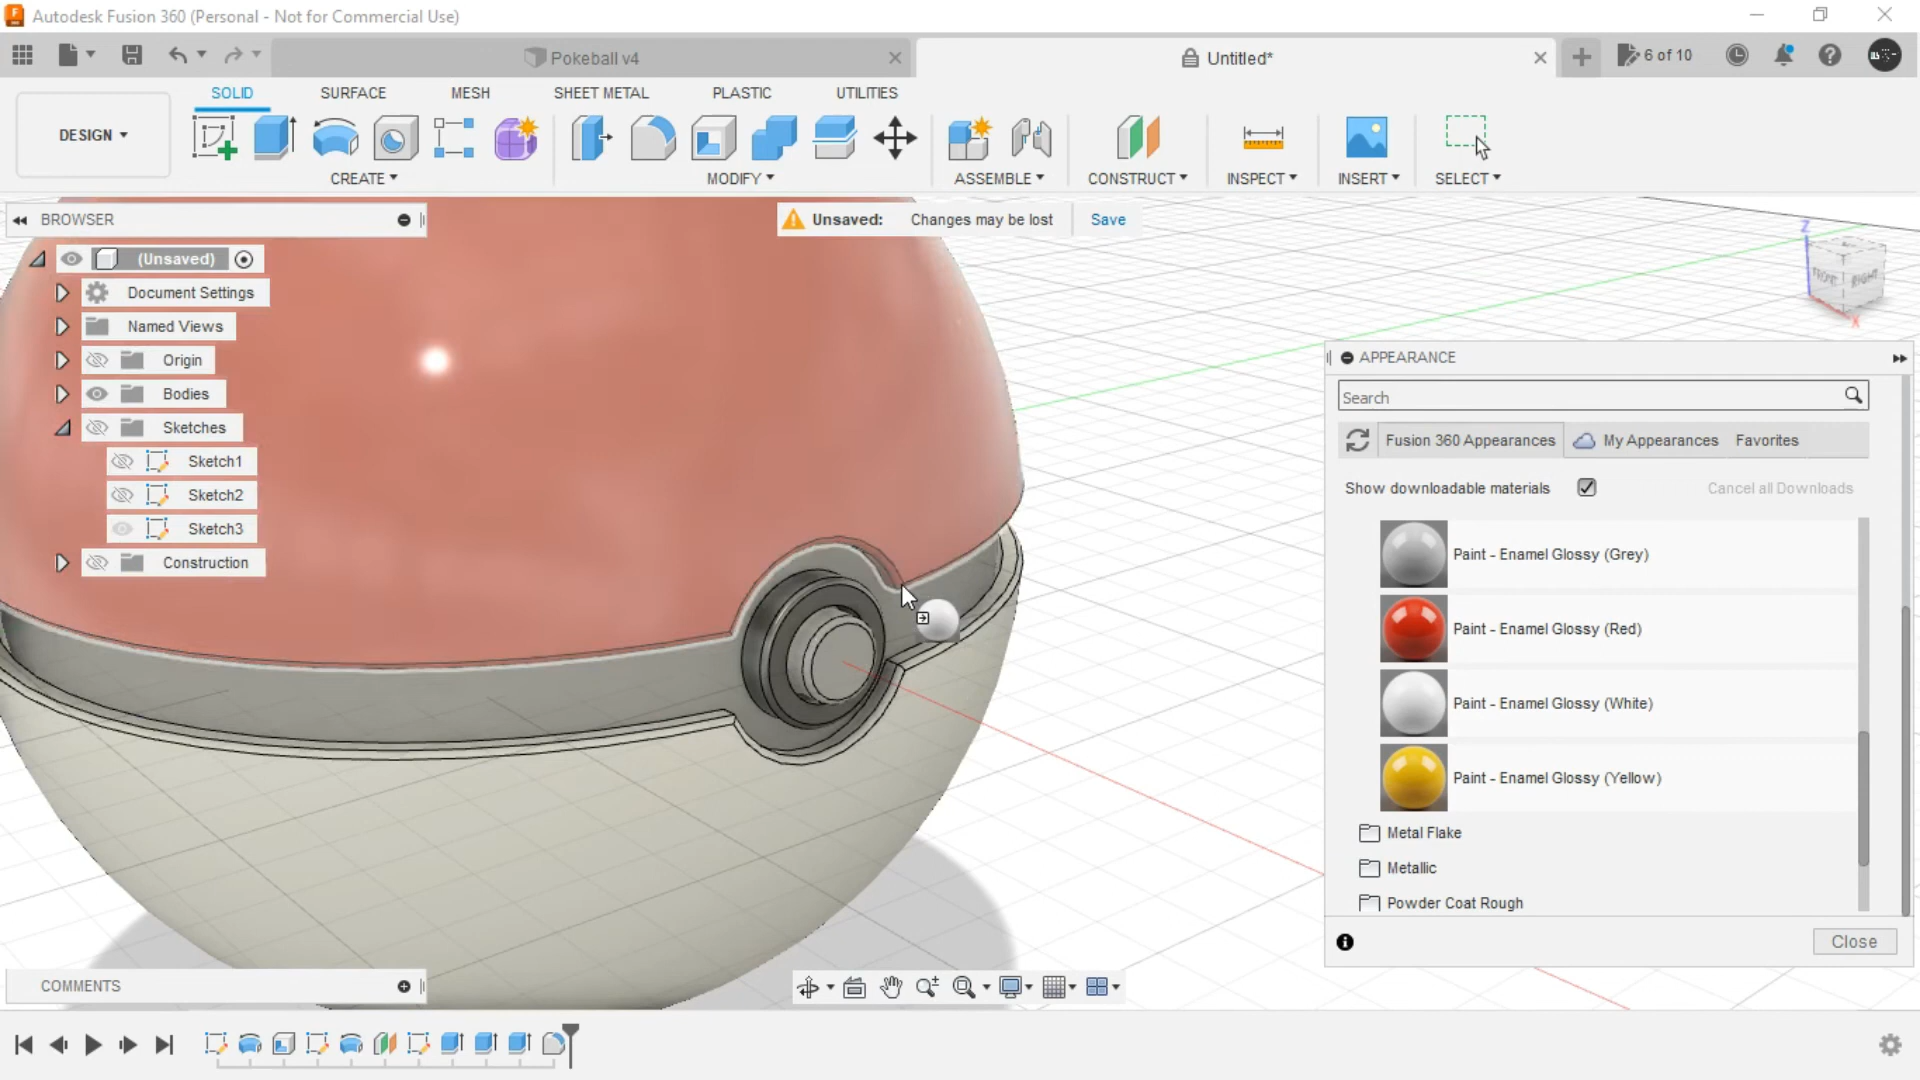 Autodesk Fusion 360 (Personal - Not for Commercial Use)
Pokeball v4
Untitled*
6 of 10
SOLID
SURFACE
MESH
SHEET METAL
PLASTIC
UTILITIES
DESIGN
CREATE
MODIFY
ASSEMBLE
CONSTRUCT
INSPECT
INSERT
SELECT
BROWSER
Unsaved: Changes may be lost Save
(Unsaved)
Document Settings
Named Views
Origin
Bodies
Sketches
Sketch1
Sketch2
Sketch3
Construction
Z
FRONT
RIGHT
X
APPEARANCE
Search
Fusion 360 Appearances
My Appearances
Favorites
Show downloadable materials
Cancel all Downloads
Paint - Enamel Glossy (Grey)
Paint - Enamel Glossy (Red)
Paint - Enamel Glossy (White)
Paint - Enamel Glossy (Yellow)
Metal Flake
Metallic
Powder Coat Rough
Close
COMMENTS